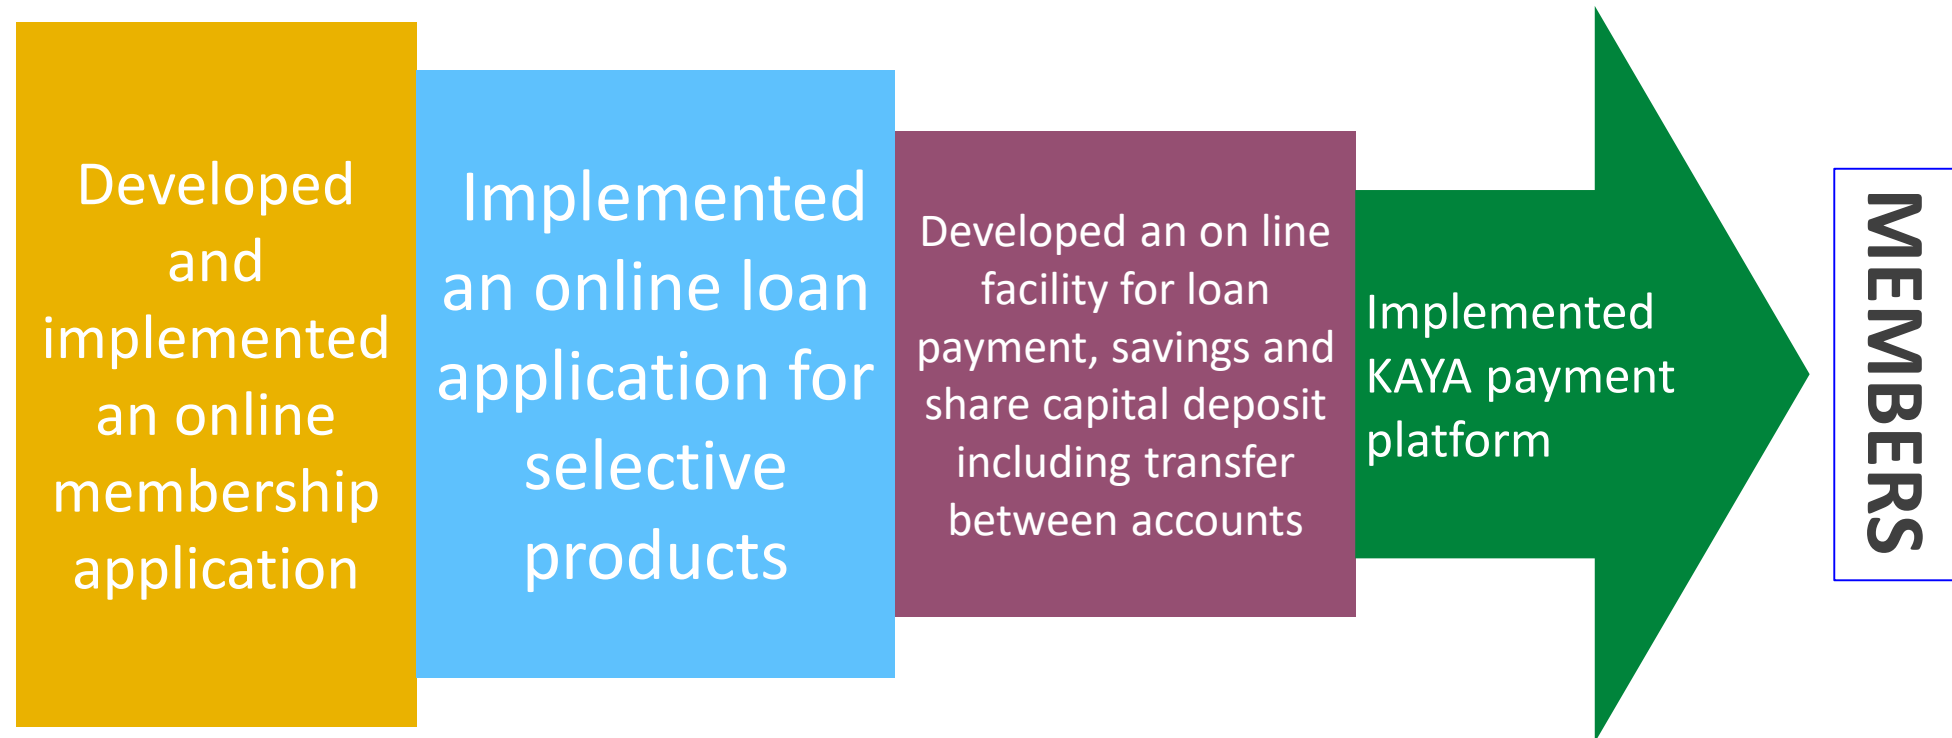 Developed
and
implemented
an online
membership
application
Implemented
an online loan
application for
selective
products
Developed an on line
facility for loan
payment, savings and
share capital deposit
including transfer
between accounts
Implemented
KAYA payment
platform
MEMBERS